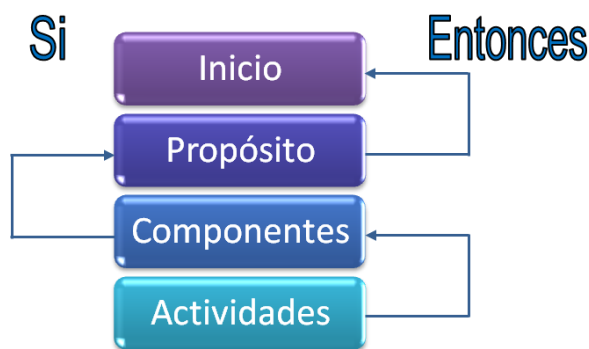 Si
Entonces
Inicio
Propósito
Componentes
Actividades